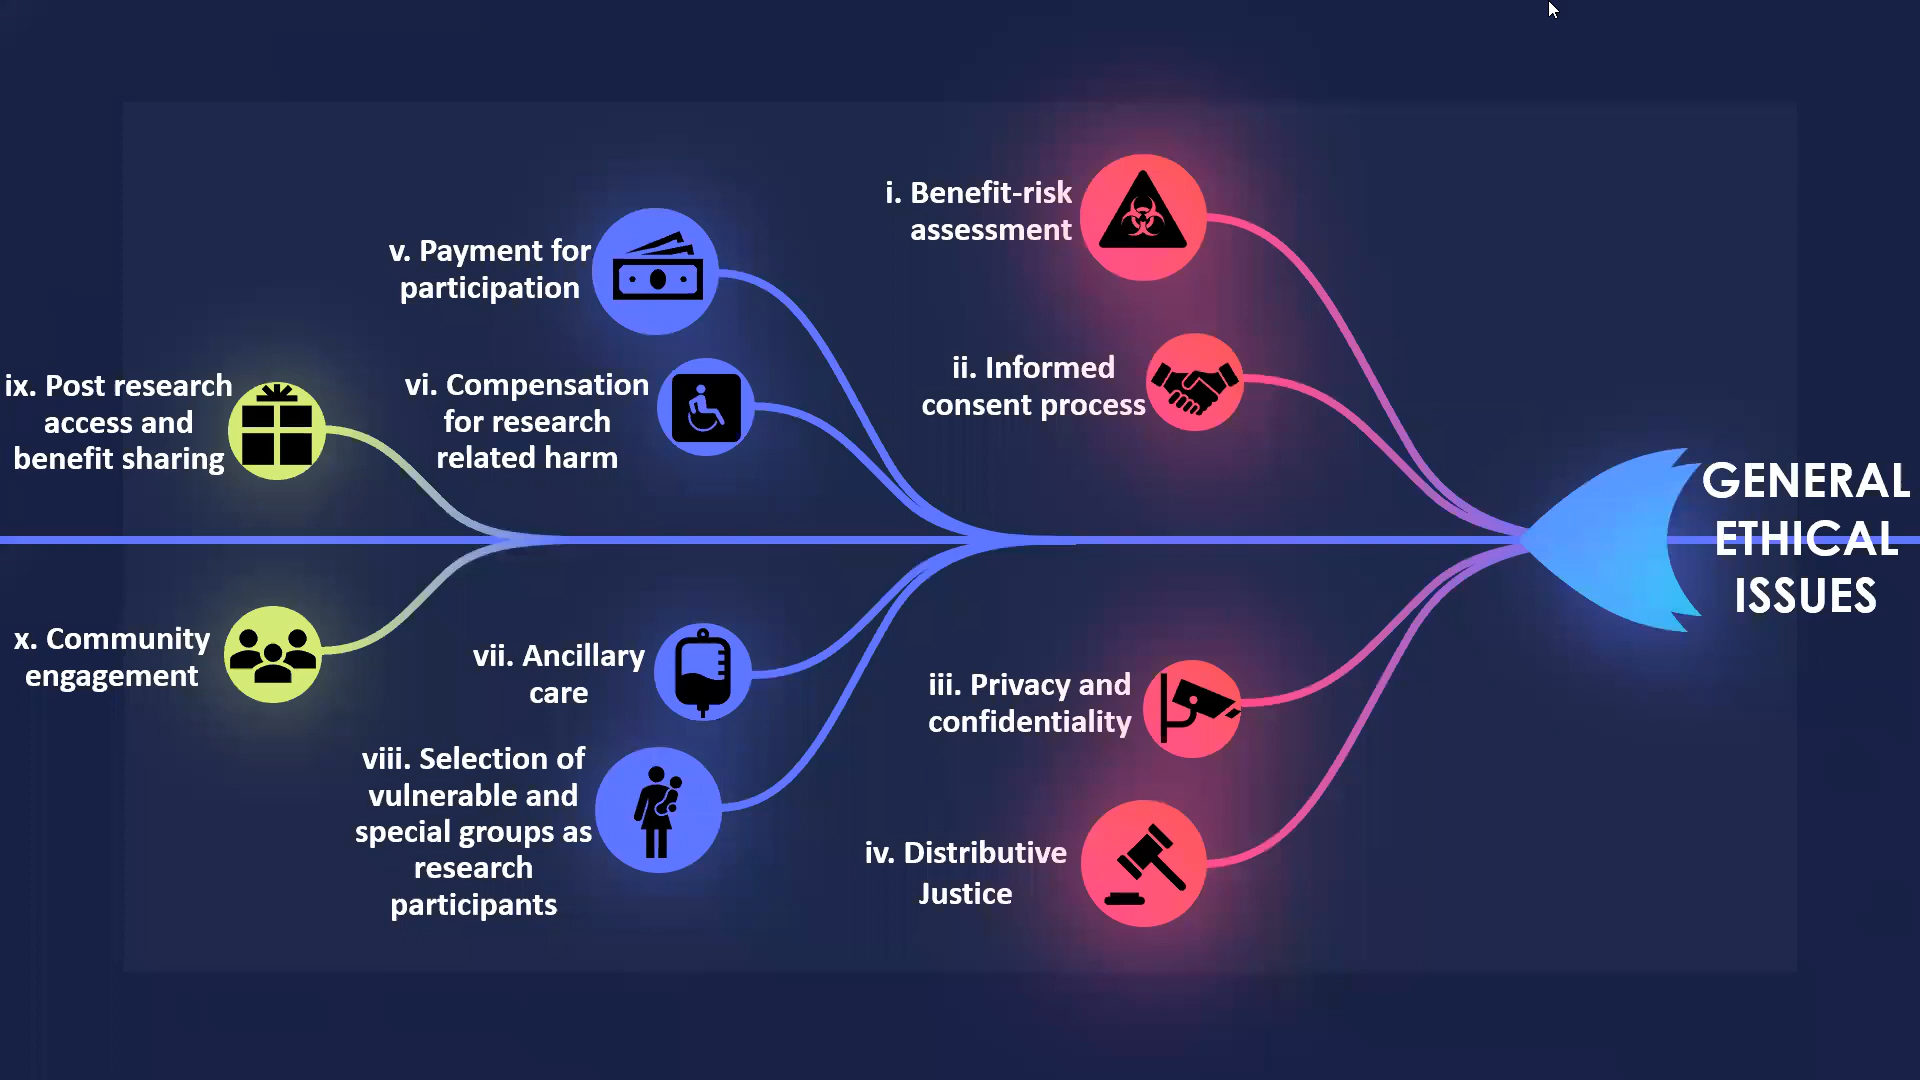 i. Benefit-risk
assessment
ii. Informed
consent process
iii. Privacy and
confidentiality
iv. Distributive
Justice
v. Payment for
participation
vi. Compensation
for research
related harm
vii. Ancillary
care
viii. Selection of
vulnerable and
special groups as
research
participants
ix. Post research
access and
benefit sharing
x. Community
engagement
GENERAL
ETHICAL
ISSUES